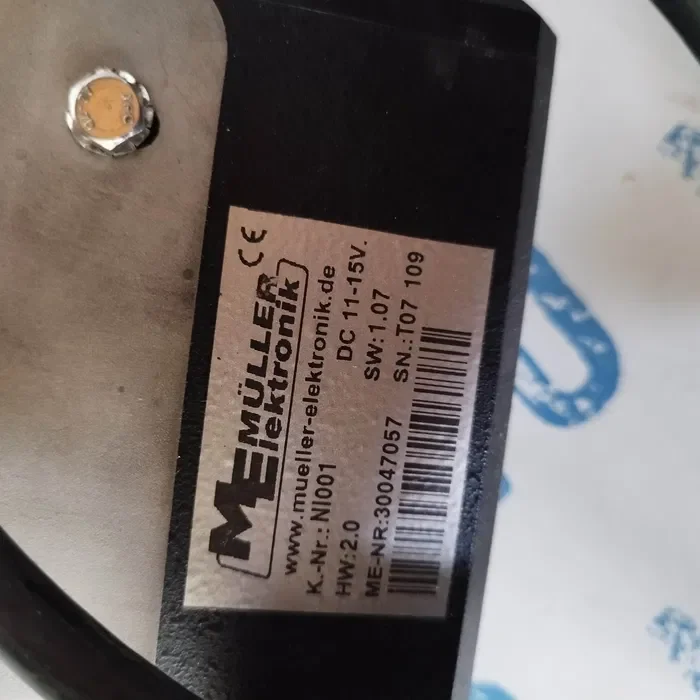 ME MÜLLER
Elektronik
CE
www.mueller-elektronik.de
K.-Nr.: NI001 DC 11-15V.
HW:2.0 SW:1.07
ME-NR:30047057 SN.:T07 109